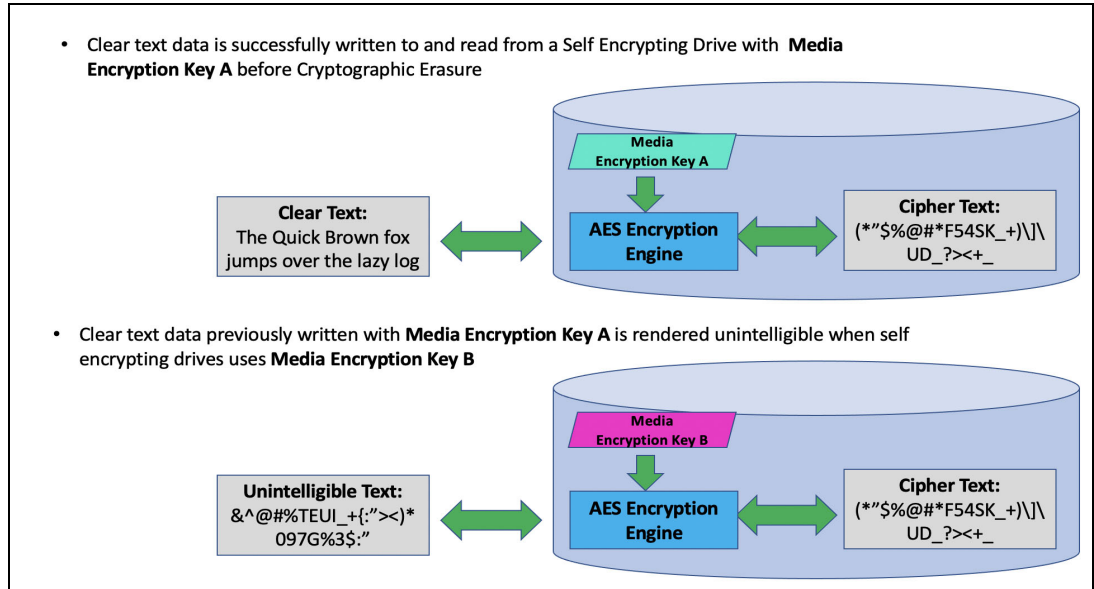 • Clear text data is successfully written to and read from a Self Encrypting Drive with Media
Encryption Key A before Cryptographic Erasure
Media
Encryption Key A
Clear Text:
The Quick Brown fox
jumps over the lazy log
AES Encryption
Engine
Cipher Text:
(*”$%@#*F54SK_+)\]\
UD_?><+_
• Clear text data previously written with Media Encryption Key A is rendered unintelligible when self
encrypting drives uses Media Encryption Key B
Media
Encryption Key B
Unintelligible Text:
&^@#%TEUI_+{:”><)*
097G%3$:”
AES Encryption
Engine
Cipher Text:
(*”$%@#*F54SK_+)\]\
UD_?><+_